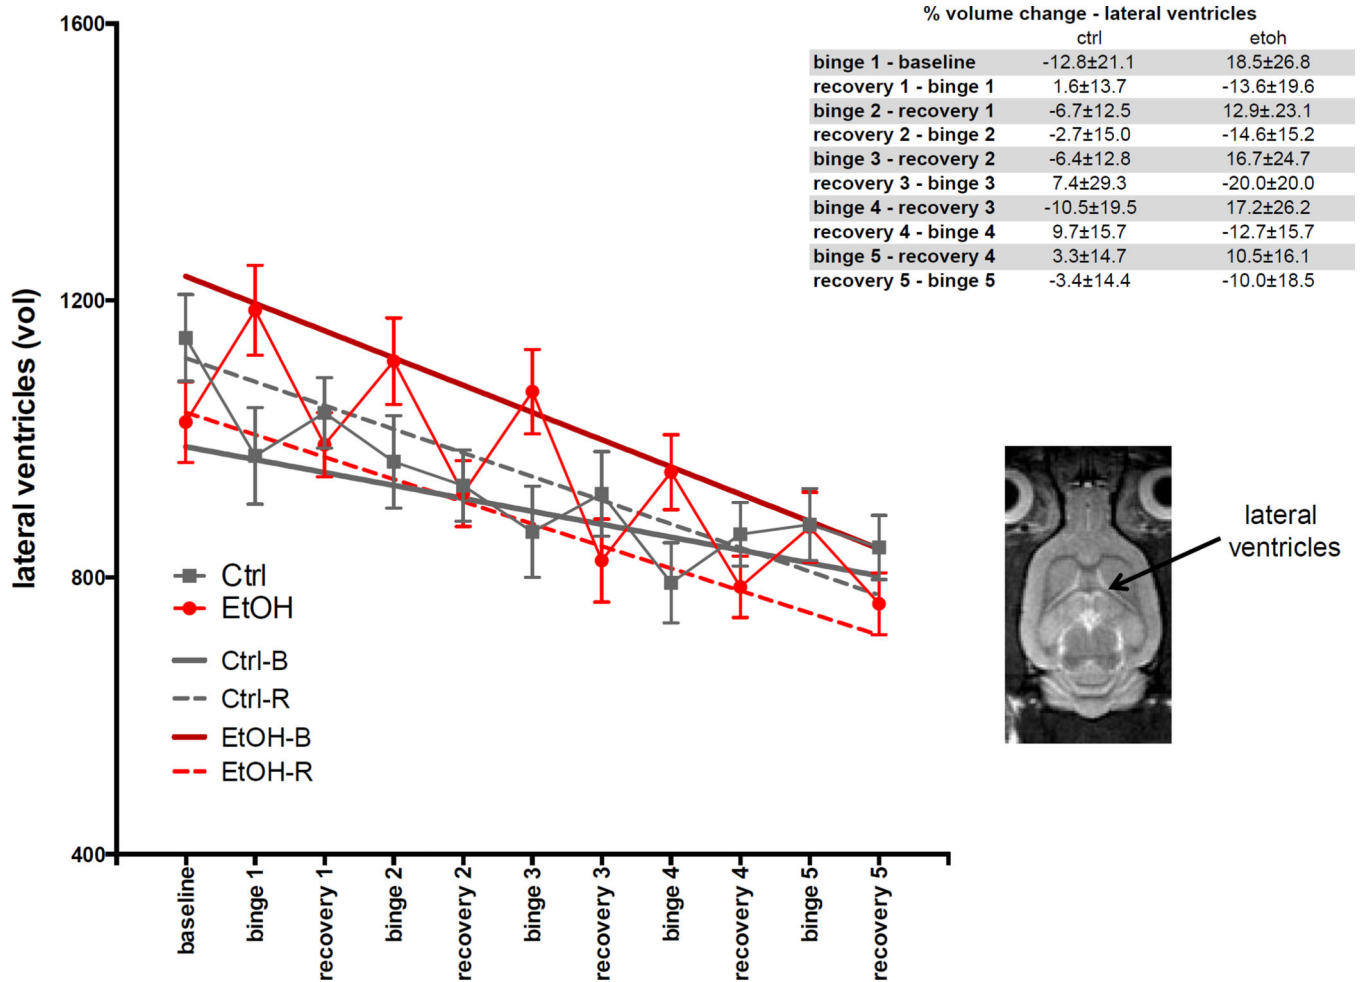 % volume change - lateral ventricles
ctrl etoh
binge 1 - baseline -12.8±21.1 18.5±26.8
recovery 1 - binge 1 1.6±13.7 -13.6±19.6
binge 2 - recovery 1 -6.7±12.5 12.9±.23.1
recovery 2 - binge 2 -2.7±15.0 -14.6±15.2
binge 3 - recovery 2 -6.4±12.8 16.7±24.7
recovery 3 - binge 3 7.4±29.3 -20.0±20.0
binge 4 - recovery 3 -10.5±19.5 17.2±26.2
recovery 4 - binge 4 9.7±15.7 -12.7±15.7
binge 5 - recovery 4 3.3±14.7 10.5±16.1
recovery 5 - binge 5 -3.4±14.4 -10.0±18.5
lateral ventricles (vol)
1600
1200
800
400
Ctrl
EtOH
Ctrl-B
Ctrl-R
EtOH-B
EtOH-R
baseline
binge 1
recovery 1
binge 2
recovery 2
binge 3
recovery 3
binge 4
recovery 4
binge 5
recovery 5
lateral
ventricles